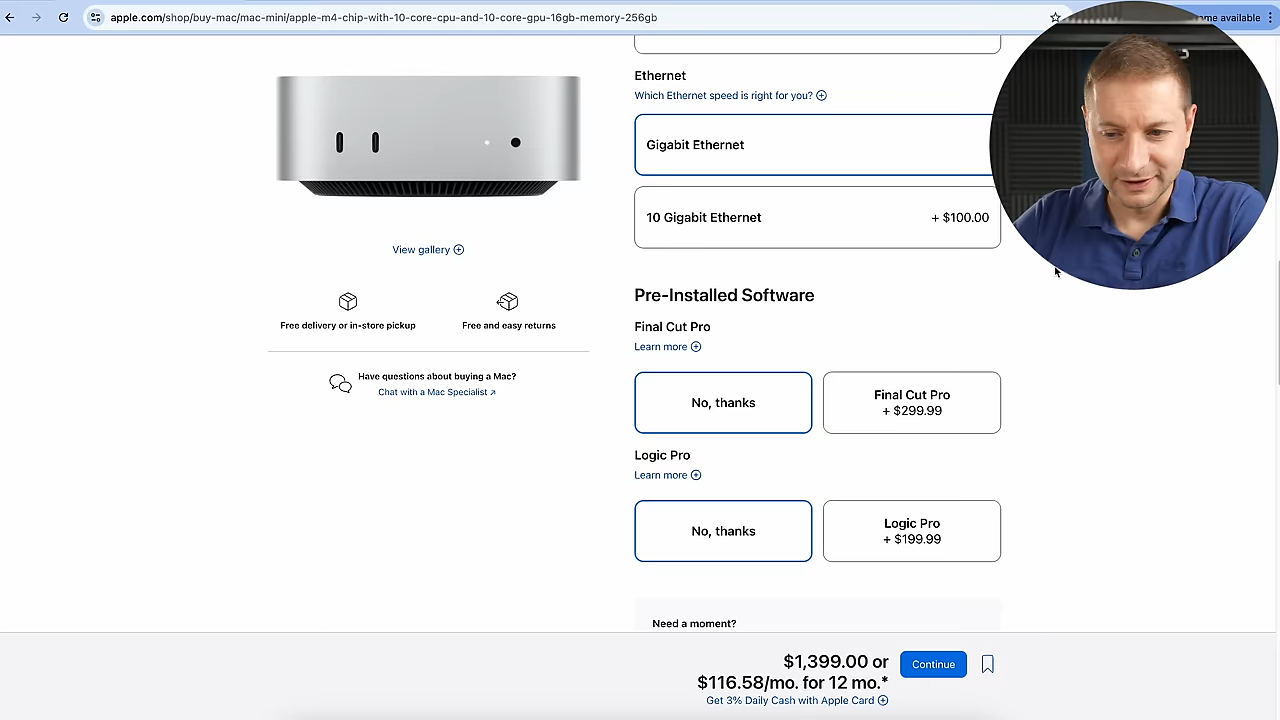 apple.com/shop/buy-mac/mac-mini/apple-m4-chip-with-10-core-cpu-and-10-core-gpu-16gb-memory-256gb
me available
Ethernet
Which Ethernet speed is right for you?
Gigabit Ethernet
10 Gigabit Ethernet
+ $100.00
View gallery
Free delivery or in-store pickup
Free and easy returns
Have questions about buying a Mac?
Chat with a Mac Specialist ↗
Pre-Installed Software
Final Cut Pro
Learn more
No, thanks
Final Cut Pro
+ $299.99
Logic Pro
Learn more
No, thanks
Logic Pro
+ $199.99
Need a moment?
$1,399.00 or
$116.58/mo. for 12 mo.*
Get 3% Daily Cash with Apple Card
Continue